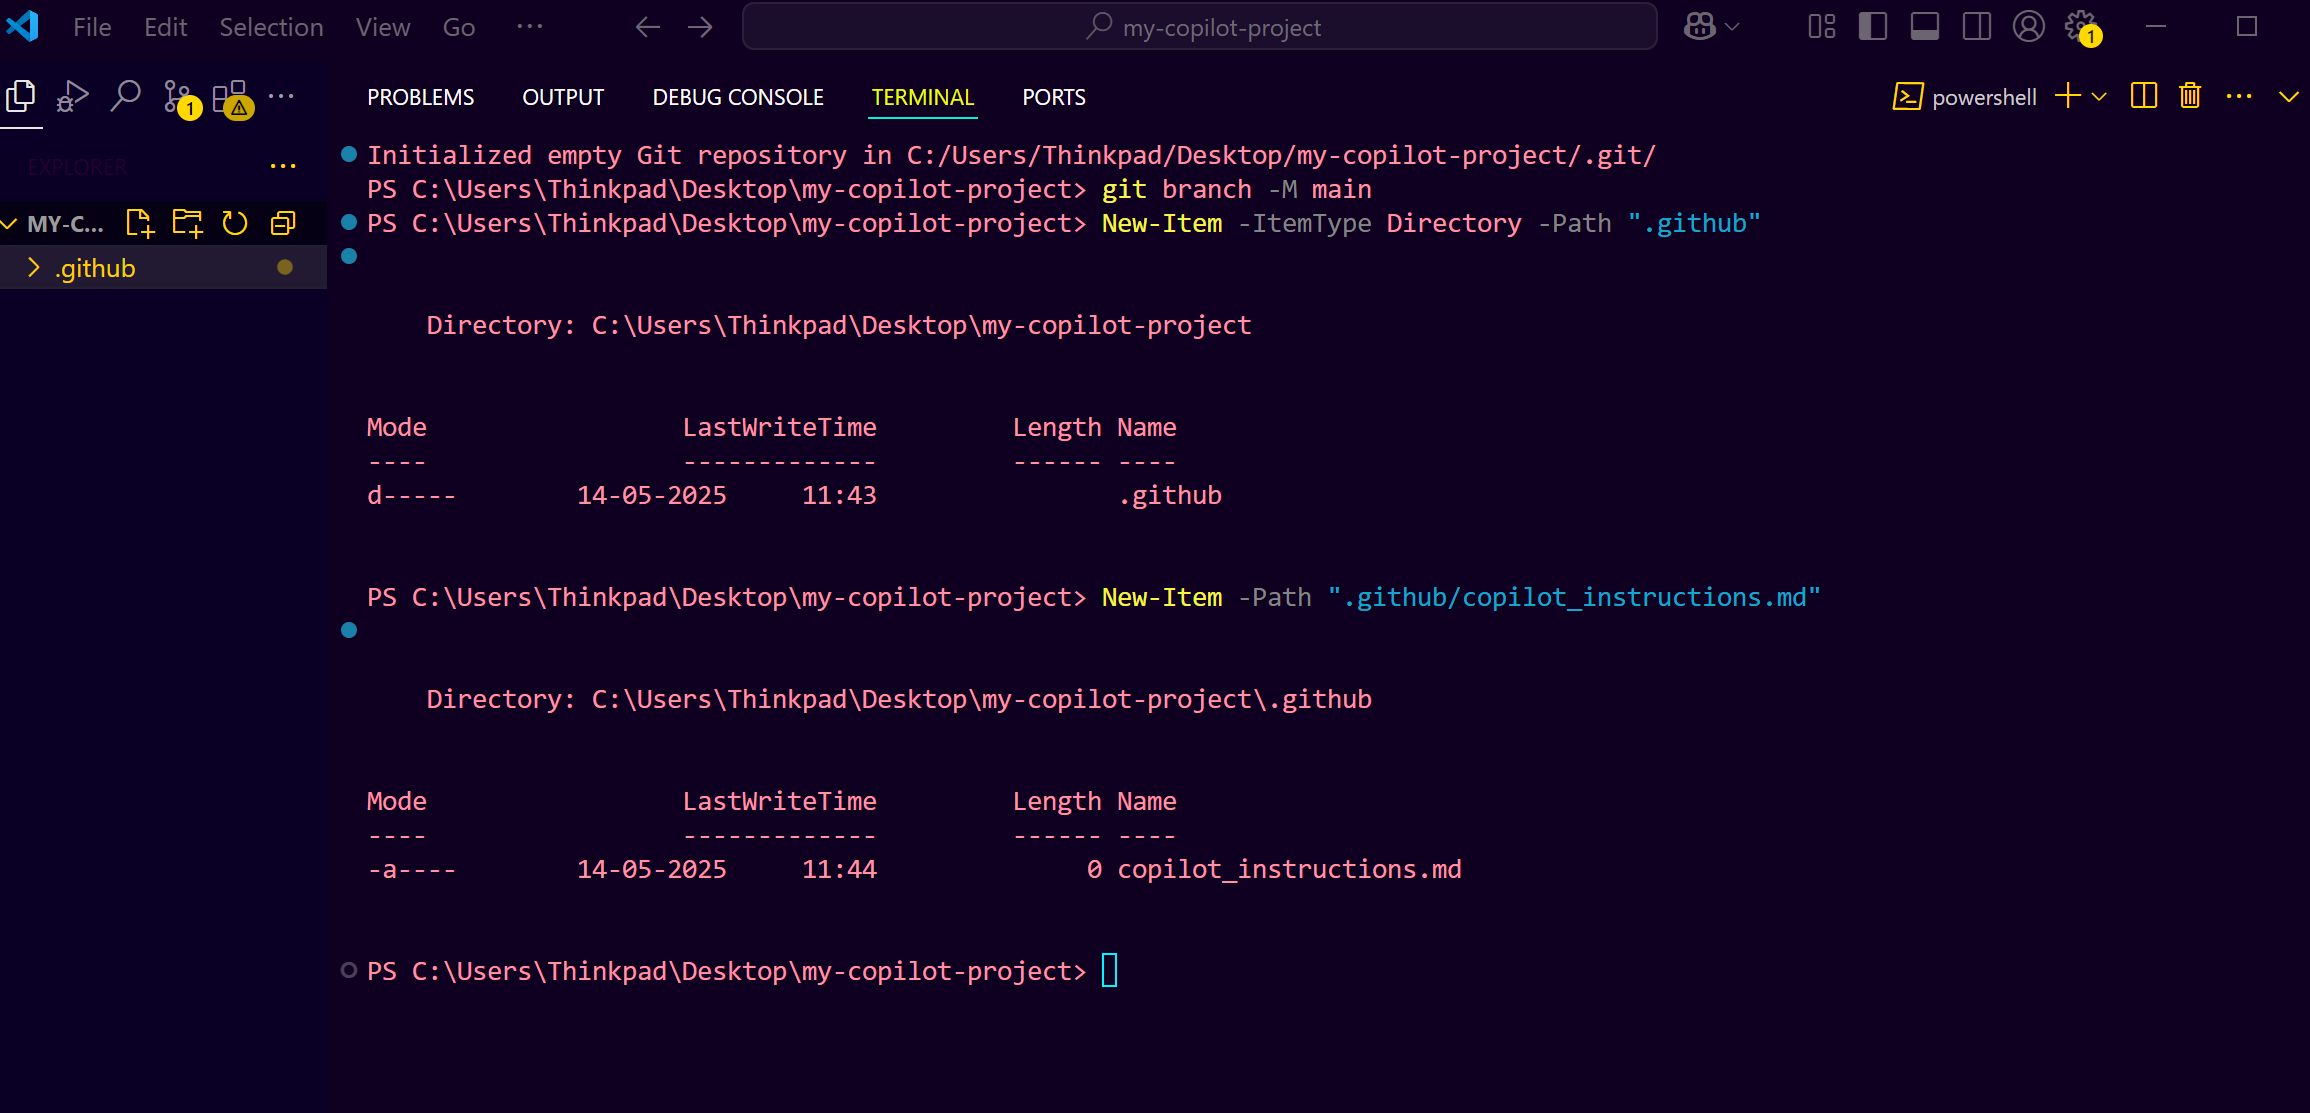 File Edit Selection View Go ··· my-copilot-project
1
PROBLEMS OUTPUT DEBUG CONSOLE TERMINAL PORTS powershell
1
EXPLORER
MY-C...
.github
Initialized empty Git repository in C:/Users/Thinkpad/Desktop/my-copilot-project/.git/
PS C:\Users\Thinkpad\Desktop\my-copilot-project> git branch -M main
PS C:\Users\Thinkpad\Desktop\my-copilot-project> New-Item -ItemType Directory -Path ".github"
Directory: C:\Users\Thinkpad\Desktop\my-copilot-project
Mode LastWriteTime Length Name
---- ------------- ------ ----
d----- 14-05-2025 11:43 .github
PS C:\Users\Thinkpad\Desktop\my-copilot-project> New-Item -Path ".github/copilot_instructions.md"
Directory: C:\Users\Thinkpad\Desktop\my-copilot-project\.github
Mode LastWriteTime Length Name
---- ------------- ------ ----
-a---- 14-05-2025 11:44 0 copilot_instructions.md
PS C:\Users\Thinkpad\Desktop\my-copilot-project>